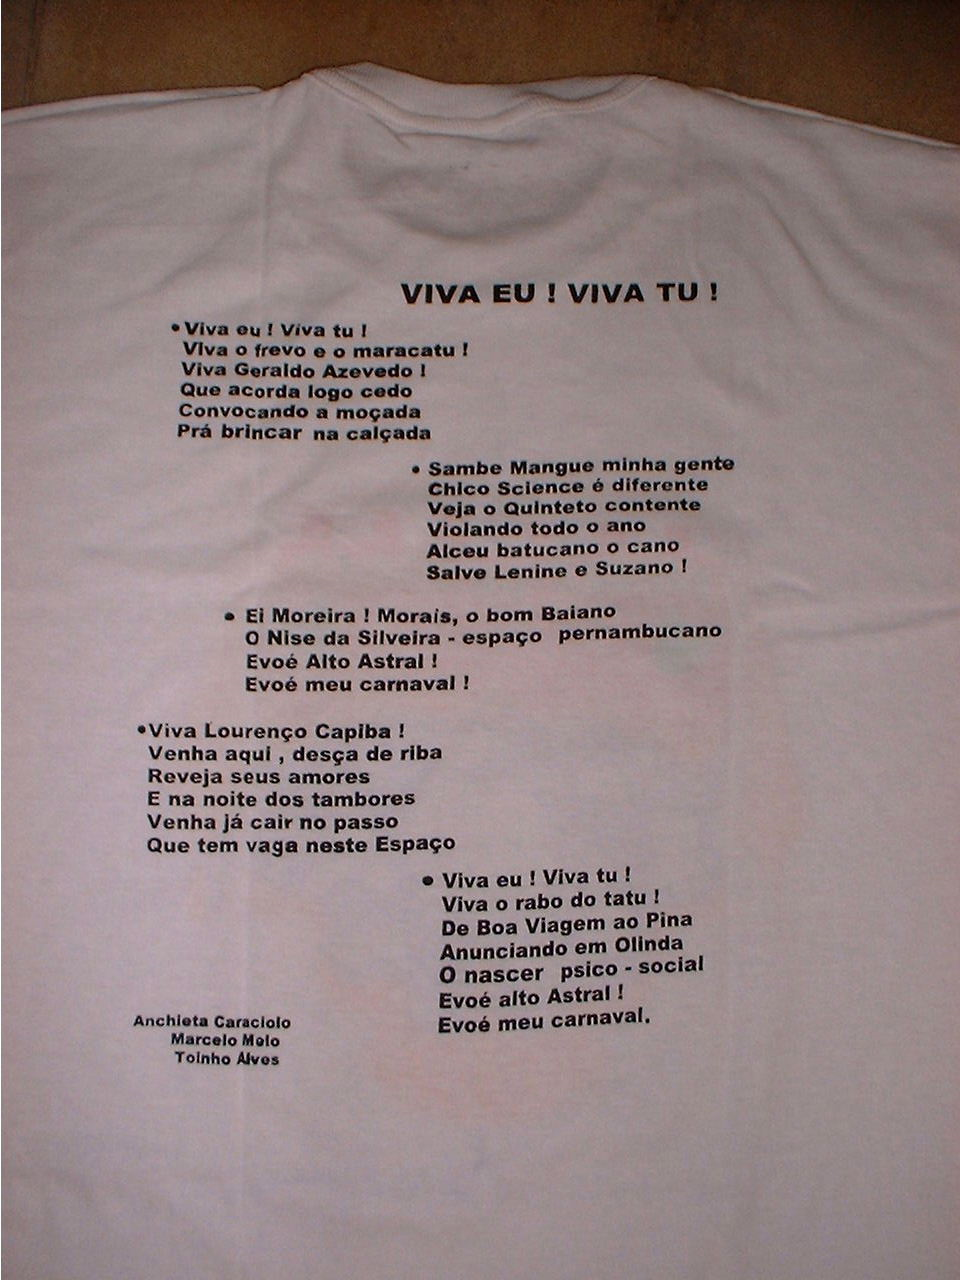 VIVA EU ! VIVA TU !
• Viva eu ! Viva tu !
Viva o frevo e o maracatu !
Viva Geraldo Azevedo !
Que acorda logo cedo
Convocando a moçada
Prá brincar na calçada
• Sambe Mangue minha gente
Chico Science é diferente
Veja o Quinteto contente
Violando todo o ano
Alceu batucano o cano
Salve Lenine e Suzano !
• Ei Moreira ! Morais, o bom Baiano
O Nise da Silveira - espaço pernambucano
Evoé Alto Astral !
Evoé meu carnaval !
• Viva Lourenço Capiba !
Venha aqui , desça de riba
Reveja seus amores
E na noite dos tambores
Venha já cair no passo
Que tem vaga neste Espaço
• Viva eu ! Viva tu !
Viva o rabo do tatu !
De Boa Viagem ao Pina
Anunciando em Olinda
O nascer psico - social
Evoé alto Astral !
Evoé meu carnaval.
Anchieta Caraciolo
Marcelo Melo
Toinho Alves